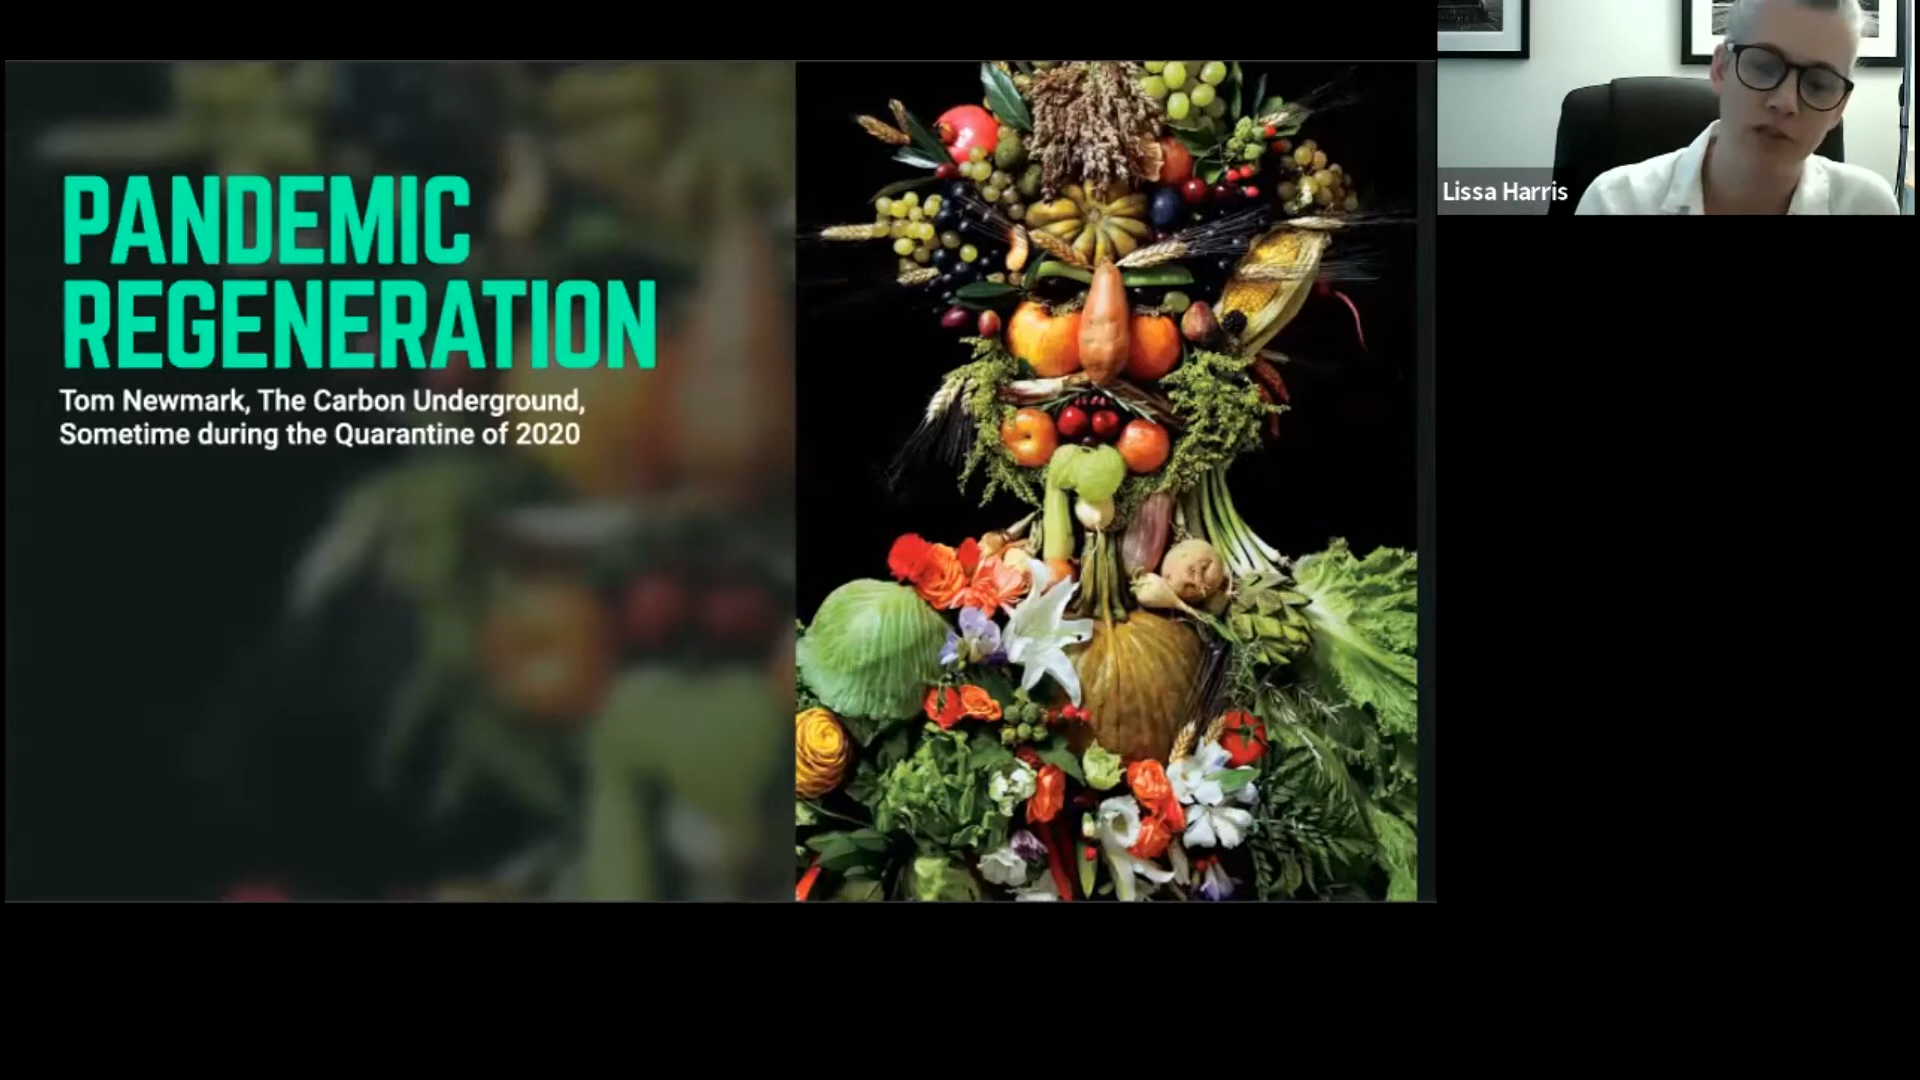 PANDEMIC
REGENERATION
Tom Newmark, The Carbon Underground,
Sometime during the Quarantine of 2020
Lissa Harris